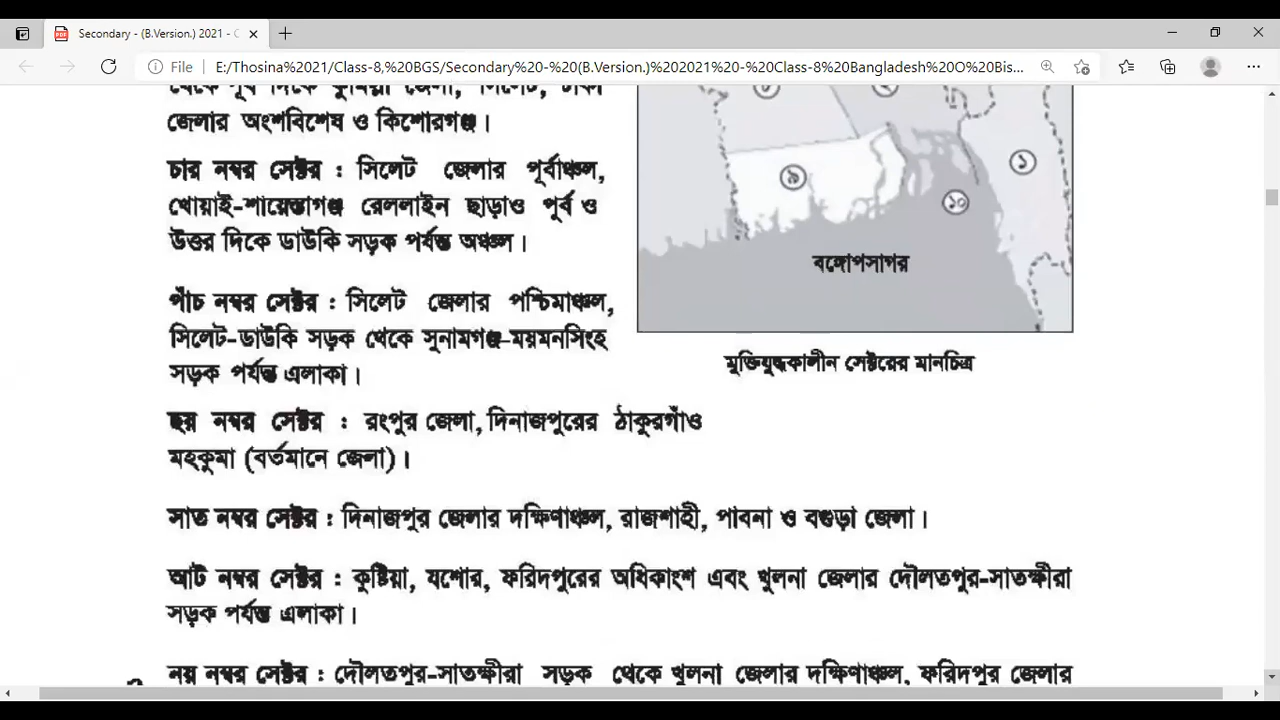 Secondary - (B.Version.) 2021 - C
File
E:/Thosina%2021/Class-8,%20BGS/Secondary%20-%20(B.Version.)%202021%20-%20Class-8%20Bangladesh%20O%20Bis...
থেকে পূর্ব দিকে কুমিল্লা জেলা, সিলেট, ঢাকা
জেলার অংশবিশেষ ও কিশোরগঞ্জ।
চার নম্বর সেক্টর : সিলেট জেলার পূর্বাঞ্চল,
খোয়াই-শায়েস্তাগঞ্জ রেললাইন ছাড়াও পূর্ব ও
উত্তর দিকে ডাউকি সড়ক পর্যন্ত অঞ্চল।
পাঁচ নম্বর সেক্টর : সিলেট জেলার পশ্চিমাঞ্চল,
সিলেট-ডাউকি সড়ক থেকে সুনামগঞ্জ-ময়মনসিংহ
সড়ক পর্যন্ত এলাকা।
৯
১
১০
বঙ্গোপসাগর
মুক্তিযুদ্ধকালীন সেক্টরের মানচিত্র
ছয় নম্বর সেক্টর : রংপুর জেলা, দিনাজপুরের ঠাকুরগাঁও
মহকুমা (বর্তমানে জেলা)।
সাত নম্বর সেক্টর : দিনাজপুর জেলার দক্ষিণাঞ্চল, রাজশাহী, পাবনা ও বগুড়া জেলা।
আট নম্বর সেক্টর : কুষ্টিয়া, যশোর, ফরিদপুরের অধিকাংশ এবং খুলনা জেলার দৌলতপুর-সাতক্ষীরা
সড়ক পর্যন্ত এলাকা।
নয় নম্বর সেক্টর : দৌলতপুর-সাতক্ষীরা সড়ক থেকে খুলনা জেলার দক্ষিণাঞ্চল, ফরিদপুর জেলার